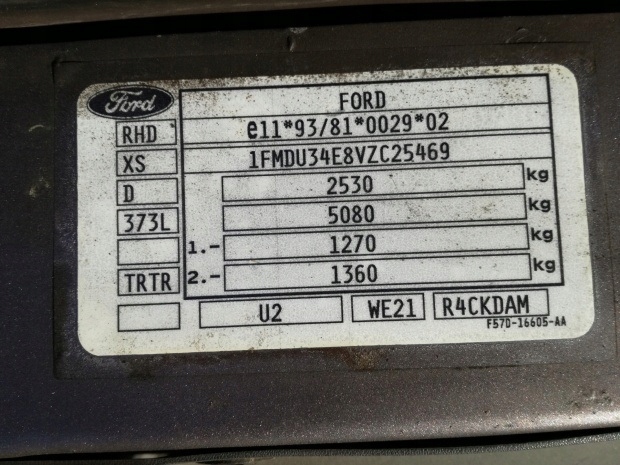 Ford
FORD
RHD e11*93/81*0029*02
XS 1FMDU34E8VZC25469
D 2530 kg
373L 5080 kg
1.- 1270 kg
TRTR 2.- 1360 kg
U2 WE21 R4CKDAM
F57D-16605-AA